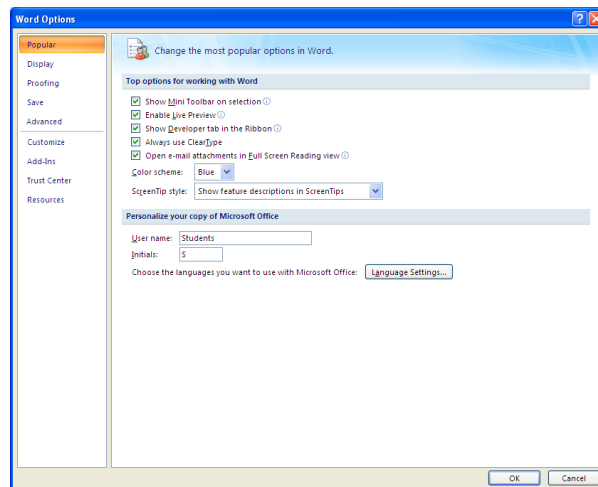 Word Options
Popular
Display
Proofing
Save
Advanced
Customize
Add-Ins
Trust Center
Resources
Change the most popular options in Word.
Top options for working with Word
Show Mini Toolbar on selection
Enable Live Preview
Show Developer tab in the Ribbon
Always use ClearType
Open e-mail attachments in Full Screen Reading view
Color scheme: Blue
ScreenTip style: Show feature descriptions in ScreenTips
Personalize your copy of Microsoft Office
User name: Students
Initials: S
Choose the languages you want to use with Microsoft Office: Language Settings...
OK Cancel